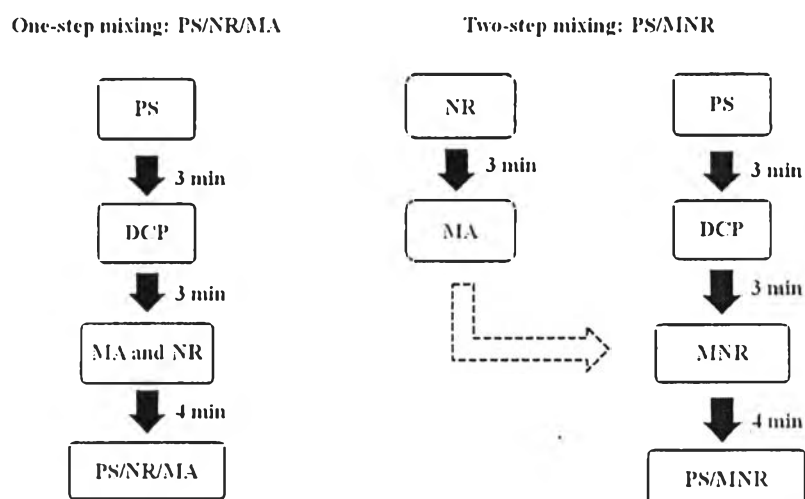 One-step mixing: PS/NR/MA
PS
3 min
DCP
3 min
MA and NR
4 min
PS/NR/MA
Two-step mixing: PS/MNR
NR
3 min
MA
PS
3 min
DCP
3 min
MNR
4 min
PS/MNR